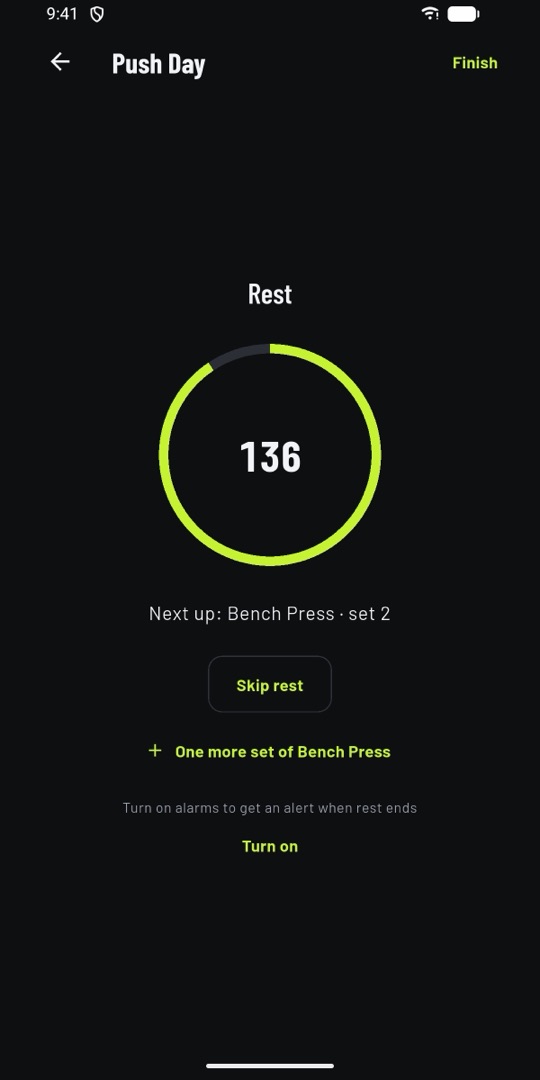 9:41
Push Day
Finish
Rest
136
Next up: Bench Press · set 2
Skip rest
+ One more set of Bench Press
Turn on alarms to get an alert when rest ends
Turn on